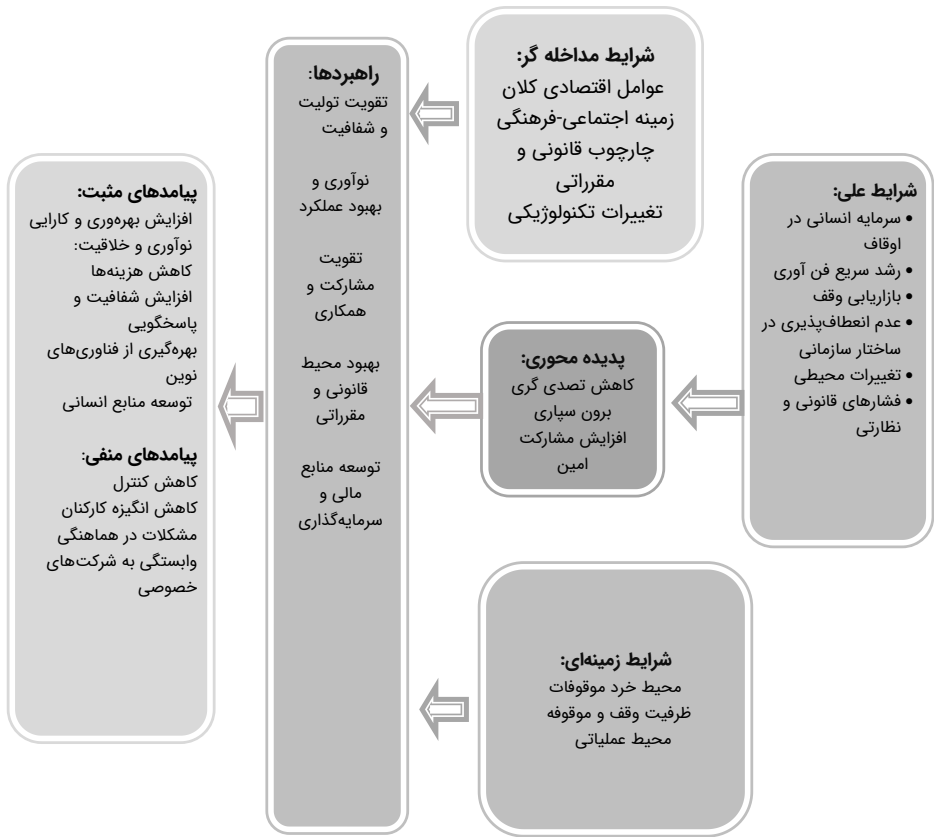 شرایط علی:
• سرمایه انسانی در
اوقاف
• رشد سریع فن آوری
• بازاریابی وقف
• عدم انعطاف‌پذیری در
ساختار سازمانی
• تغییرات محیطی
• فشارهای قانونی و
نظارتی
شرایط مداخله گر:
عوامل اقتصادی کلان
زمینه اجتماعی-فرهنگی
چارچوب قانونی و
مقرراتی
تغییرات تکنولوژیکی
پدیده محوری:
کاهش تصدی گری
برون سپاری
افزایش مشارکت
امین
شرایط زمینه‌ای:
محیط خرد موقوفات
ظرفیت وقف و موقوفه
محیط عملیاتی
راهبردها:
تقویت تولیت
و شفافیت
نوآوری و
بهبود عملکرد
تقویت
مشارکت و
همکاری
بهبود محیط
قانونی و
مقرراتی
توسعه منابع
مالی و
سرمایه‌گذاری
پیامدهای مثبت:
افزایش بهره‌وری و کارایی
نوآوری و خلاقیت:
کاهش هزینه‌ها
افزایش شفافیت و
پاسخگویی
بهره‌گیری از فناوری‌های
نوین
توسعه منابع انسانی
پیامدهای منفی:
کاهش کنترل
کاهش انگیزه کارکنان
مشکلات در هماهنگی
وابستگی به شرکت‌های
خصوصی